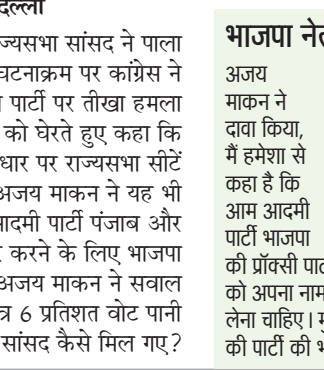 दिल्ली
ज्यसभा सांसद ने पाला
घटनाक्रम पर कांग्रेस ने
पार्टी पर तीखा हमला
को घेरते हुए कहा कि
धार पर राज्यसभा सीटें
अजय माकन ने यह भी
आदमी पार्टी पंजाब और
करने के लिए भाजपा
अजय माकन ने सवाल
त्र 6 प्रतिशत वोट पानी
सांसद कैसे मिल गए?
भाजपा
अजय
माकन ने
दावा किया,
मैं हमेशा से
कहा है कि
आम आदमी
पार्टी भाजपा
की प्रॉक्सी
को अपना नाम
लेना चाहिए।
की पार्टी की